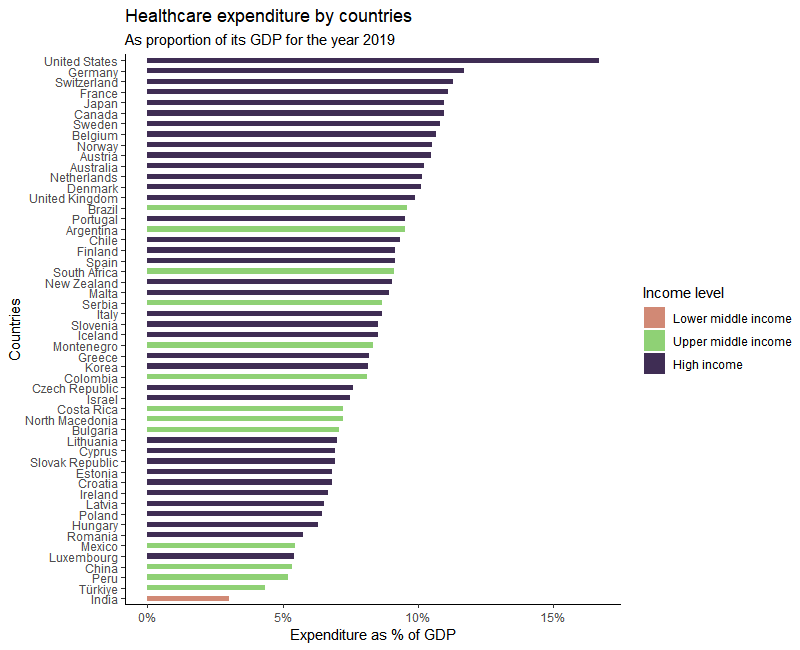 Healthcare expenditure by countries
As proportion of its GDP for the year 2019
Countries
United States
Germany
Switzerland
France
Japan
Canada
Sweden
Belgium
Norway
Austria
Australia
Netherlands
Denmark
United Kingdom
Brazil
Portugal
Argentina
Chile
Finland
Spain
South Africa
New Zealand
Malta
Serbia
Italy
Slovenia
Iceland
Montenegro
Greece
Korea
Colombia
Czech Republic
Israel
Costa Rica
North Macedonia
Bulgaria
Lithuania
Cyprus
Slovak Republic
Estonia
Croatia
Ireland
Latvia
Poland
Hungary
Romania
Mexico
Luxembourg
China
Peru
Türkiye
India
0% 5% 10% 15%
Expenditure as % of GDP
Income level
Lower middle income
Upper middle income
High income